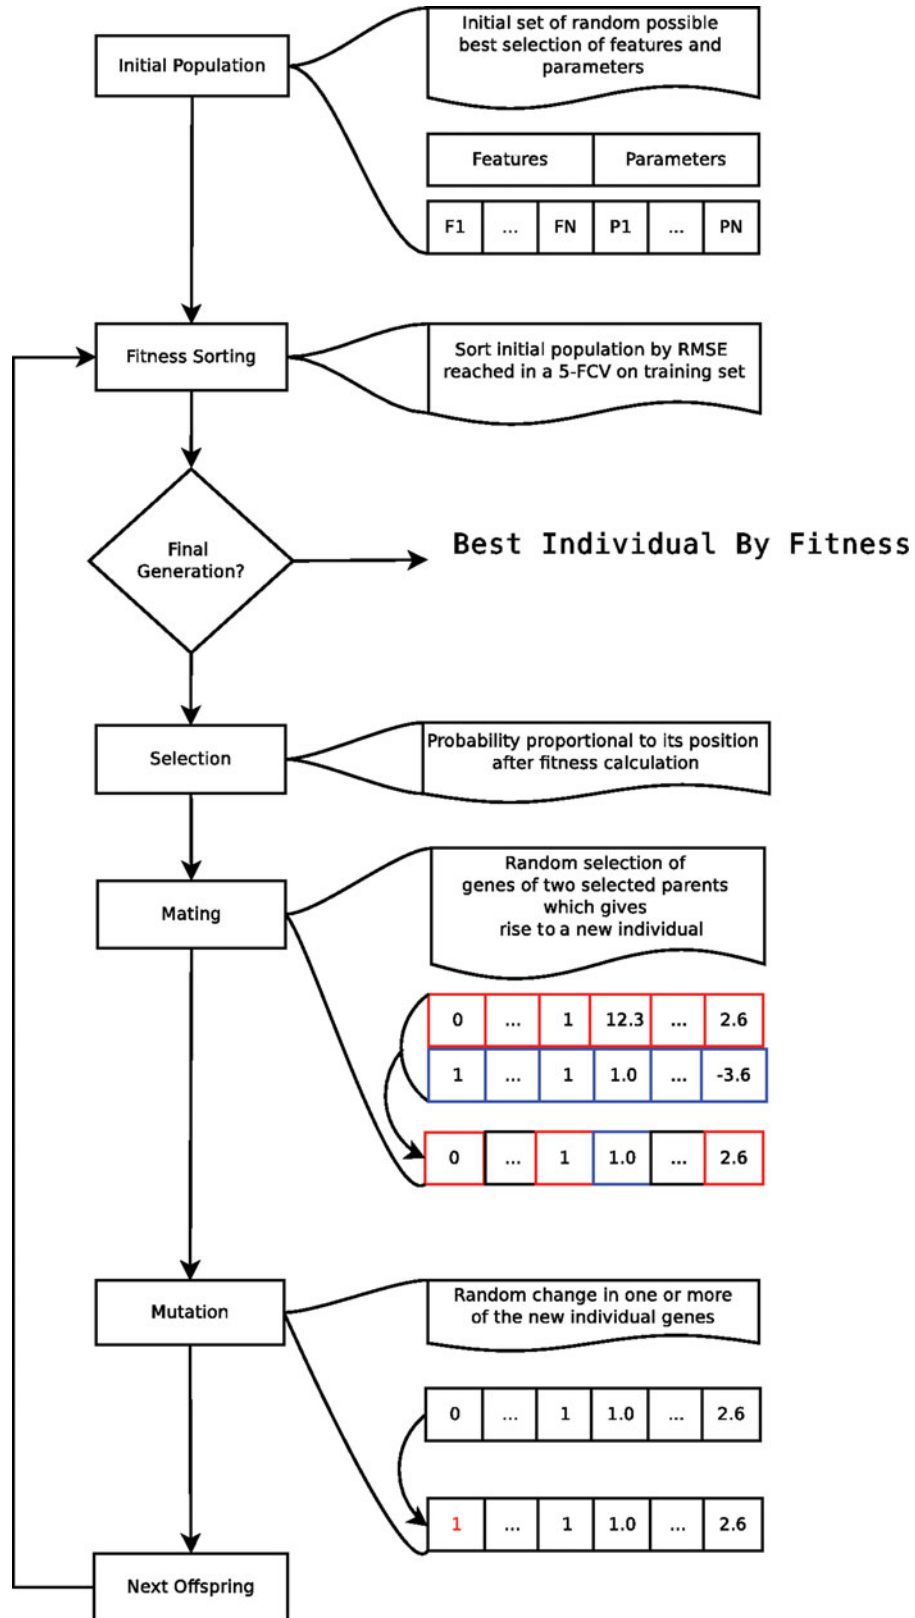 Initial Population
Initial set of random possible
best selection of features and
parameters
Features Parameters
F1 ... FN P1 ... PN
Fitness Sorting
Sort initial population by RMSE
reached in a 5-FCV on training set
Final
Generation?
Best Individual By Fitness
Selection
Probability proportional to its position
after fitness calculation
Mating
Random selection of
genes of two selected parents
which gives
rise to a new individual
0 ... 1 12.3 ... 2.6
1 ... 1 1.0 ... -3.6
0 ... 1 1.0 ... 2.6
Mutation
Random change in one or more
of the new individual genes
0 ... 1 1.0 ... 2.6
1 ... 1 1.0 ... 2.6
Next Offspring